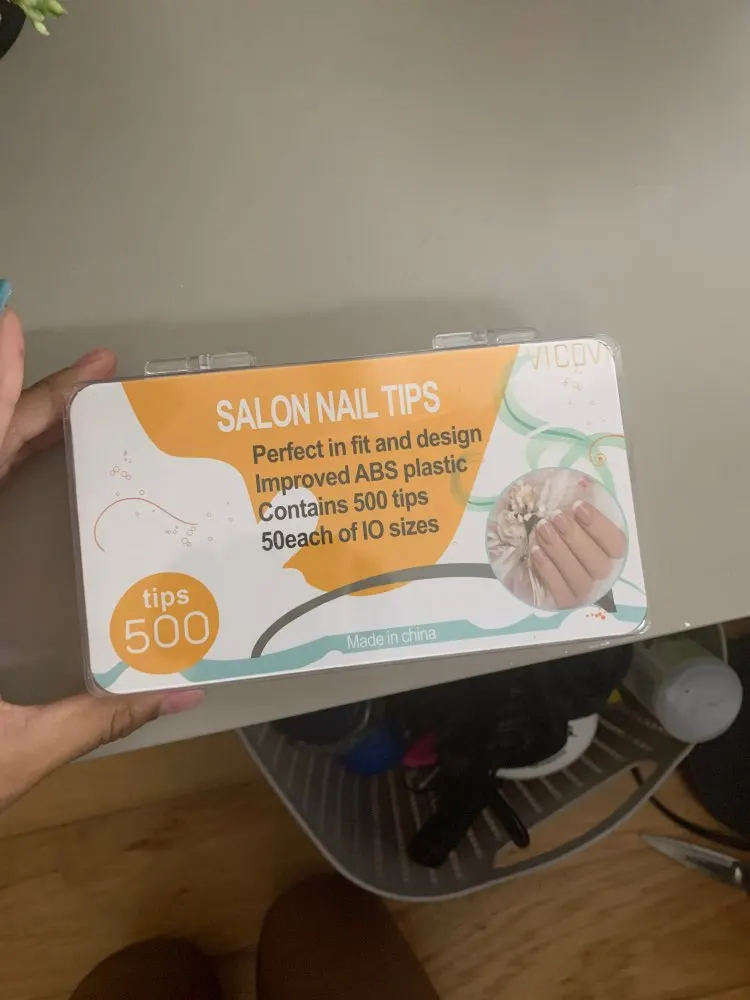 VICOVI
SALON NAIL TIPS
Perfect in fit and design
Improved ABS plastic
Contains 500 tips
50each of IO sizes
tips
500
Made in china